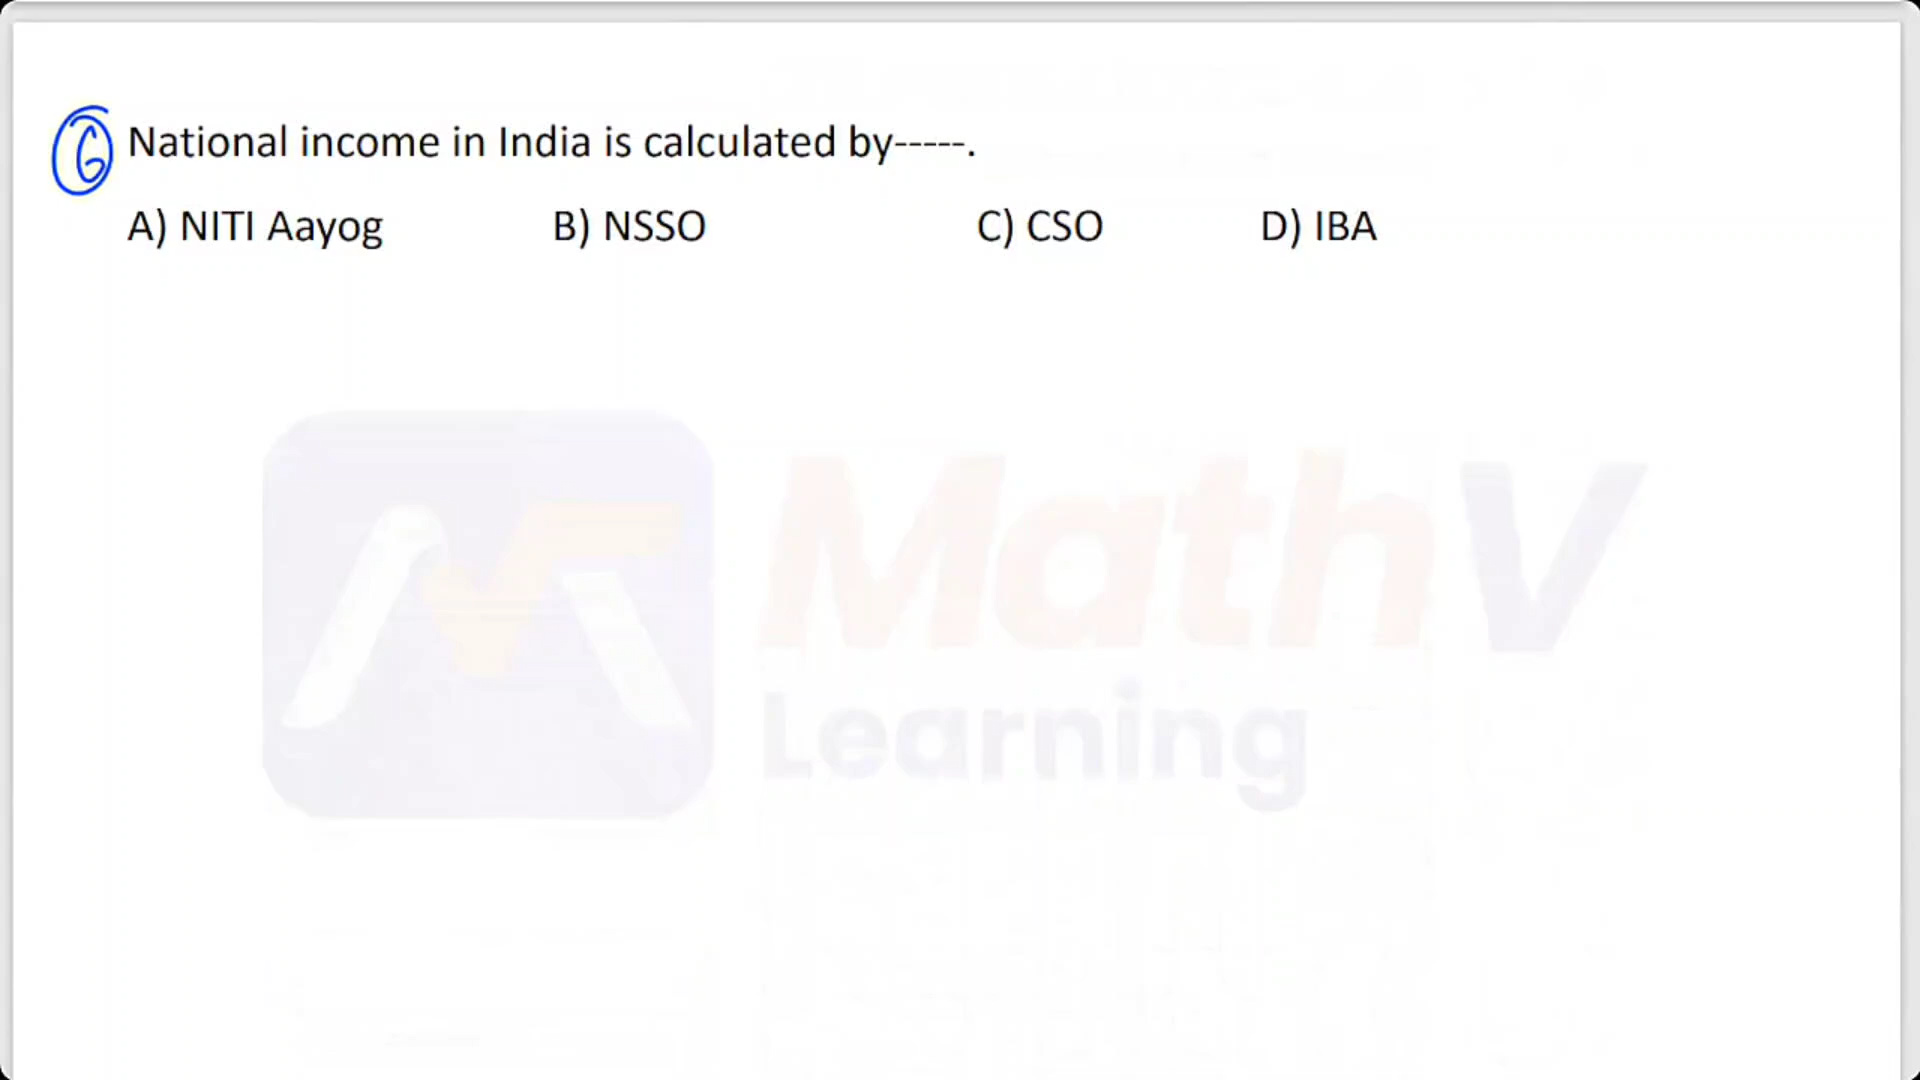 6 National income in India is calculated by-----.
A) NITI Aayog B) NSSO C) CSO D) IBA
MathV
Learning